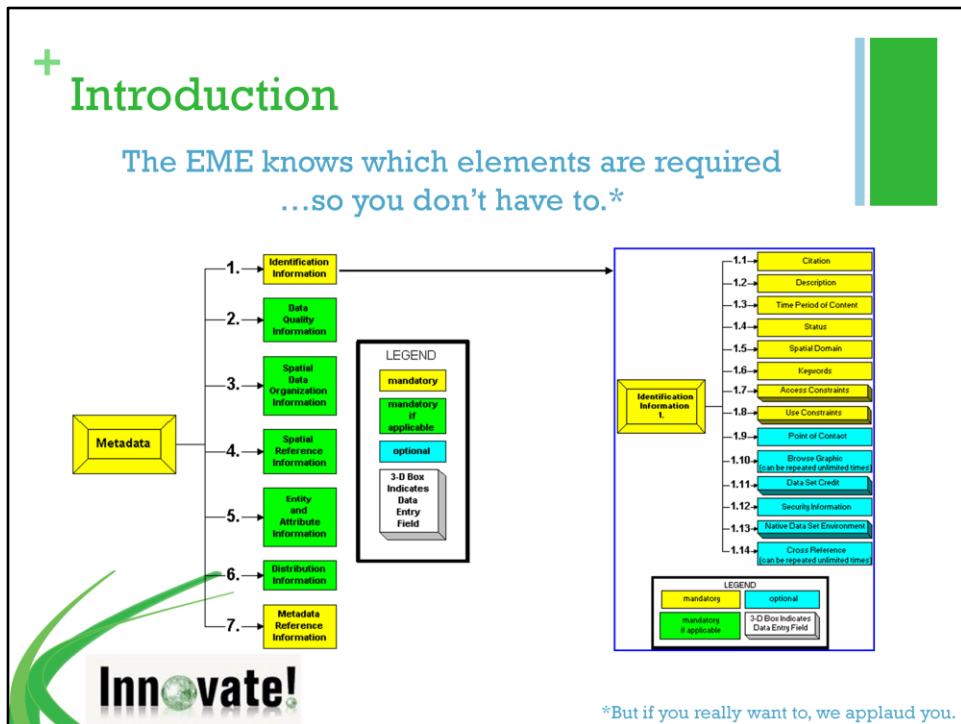 +
Introduction
The EME knows which elements are required
…so you don't have to.*
Metadata
1.
Identification
Information
2.
Data
Quality
Information
3.
Spatial
Data
Organization
Information
4.
Spatial
Reference
Information
5.
Entity
and
Attribute
Information
6.
Distribution
Information
7.
Metadata
Reference
Information
LEGEND
mandatory
mandatory
if
applicable
optional
3-D Box
Indicates
Data
Entry
Field
Identification
Information
1.
1.1
Citation
1.2
Description
1.3
Time Period of Content
1.4
Status
1.5
Spatial Domain
1.6
Keywords
1.7
Access Constraints
1.8
Use Constraints
1.9
Point of Contact
1.10
Browse Graphic
(can be repeated unlimited times)
1.11
Data Set Credit
1.12
Security Information
1.13
Native Data Set Environment
1.14
Cross Reference
(can be repeated unlimited times)
LEGEND
mandatory
optional
mandatory
if applicable
3-D Box Indicates
Data Entry Field
Innovate!
*But if you really want to, we applaud you.